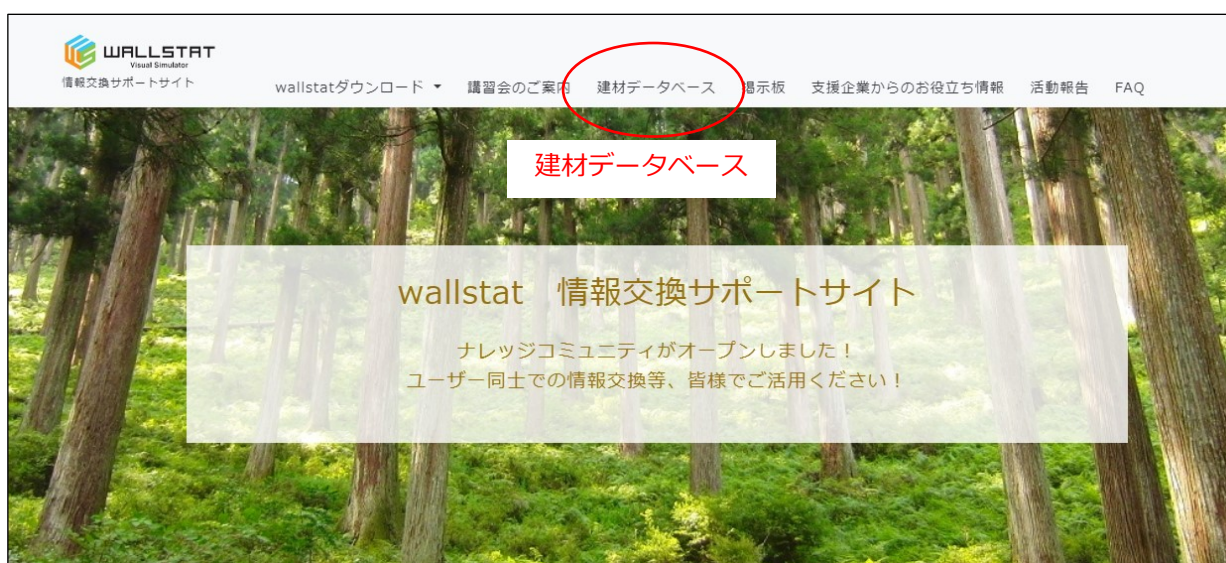 WALLSTAT
Visual Simulator
情報交換サポートサイト
wallstatダウンロード 講習会のご案内 建材データベース 掲示板 支援企業からのお役立ち情報 活動報告 FAQ
建材データベース
wallstat 情報交換サポートサイト
ナレッジコミュニティがオープンしました！
ユーザー同士での情報交換等、皆様でご活用ください！